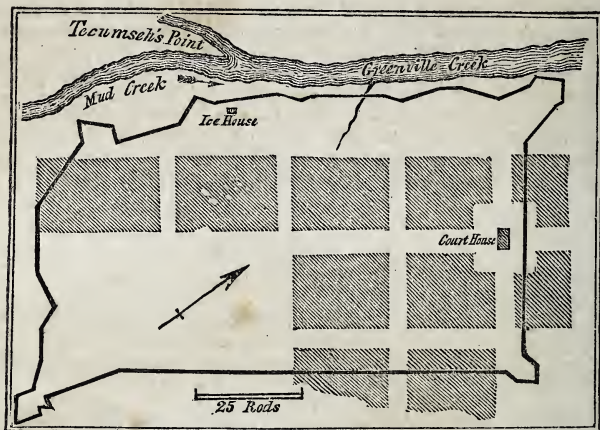 Tecumseh's Point
Greenville Creek
Mud Creek
Ice House
Court House
25 Rods